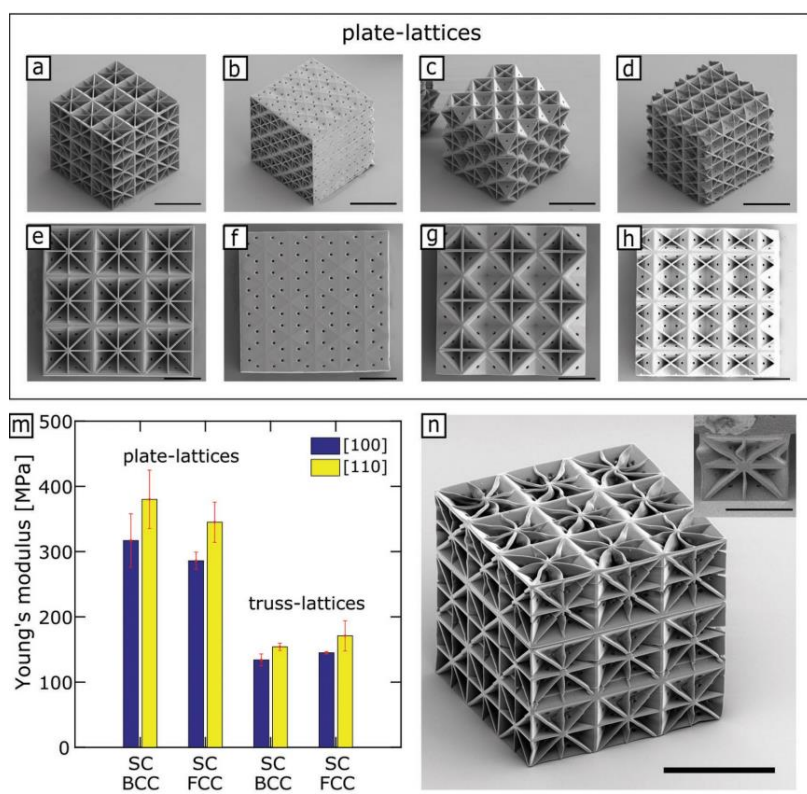 plate-lattices
a
b
c
d
e
f
g
h
m
500
400
300
200
100
0
Young's modulus [MPa]
plate-lattices
[100]
[110]
truss-lattices
SC SC SC SC
BCC FCC BCC FCC
n